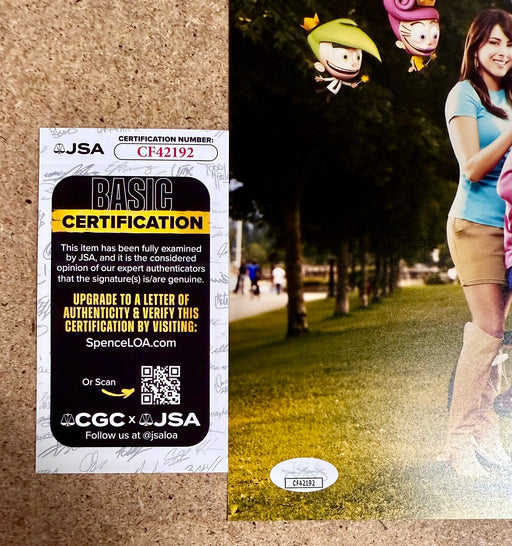 JSA
CERTIFICATION NUMBER:
CF42192
BASIC
CERTIFICATION
This item has been fully examined
by JSA, and it is the considered
opinion of our expert authenticators
that the signature(s) is/are genuine.
UPGRADE TO A LETTER OF
AUTHENTICITY & VERIFY THIS
CERTIFICATION BY VISITING:
SpenceLOA.com
Or Scan
CGC x JSA
Follow us at @jsaloa
CF42192